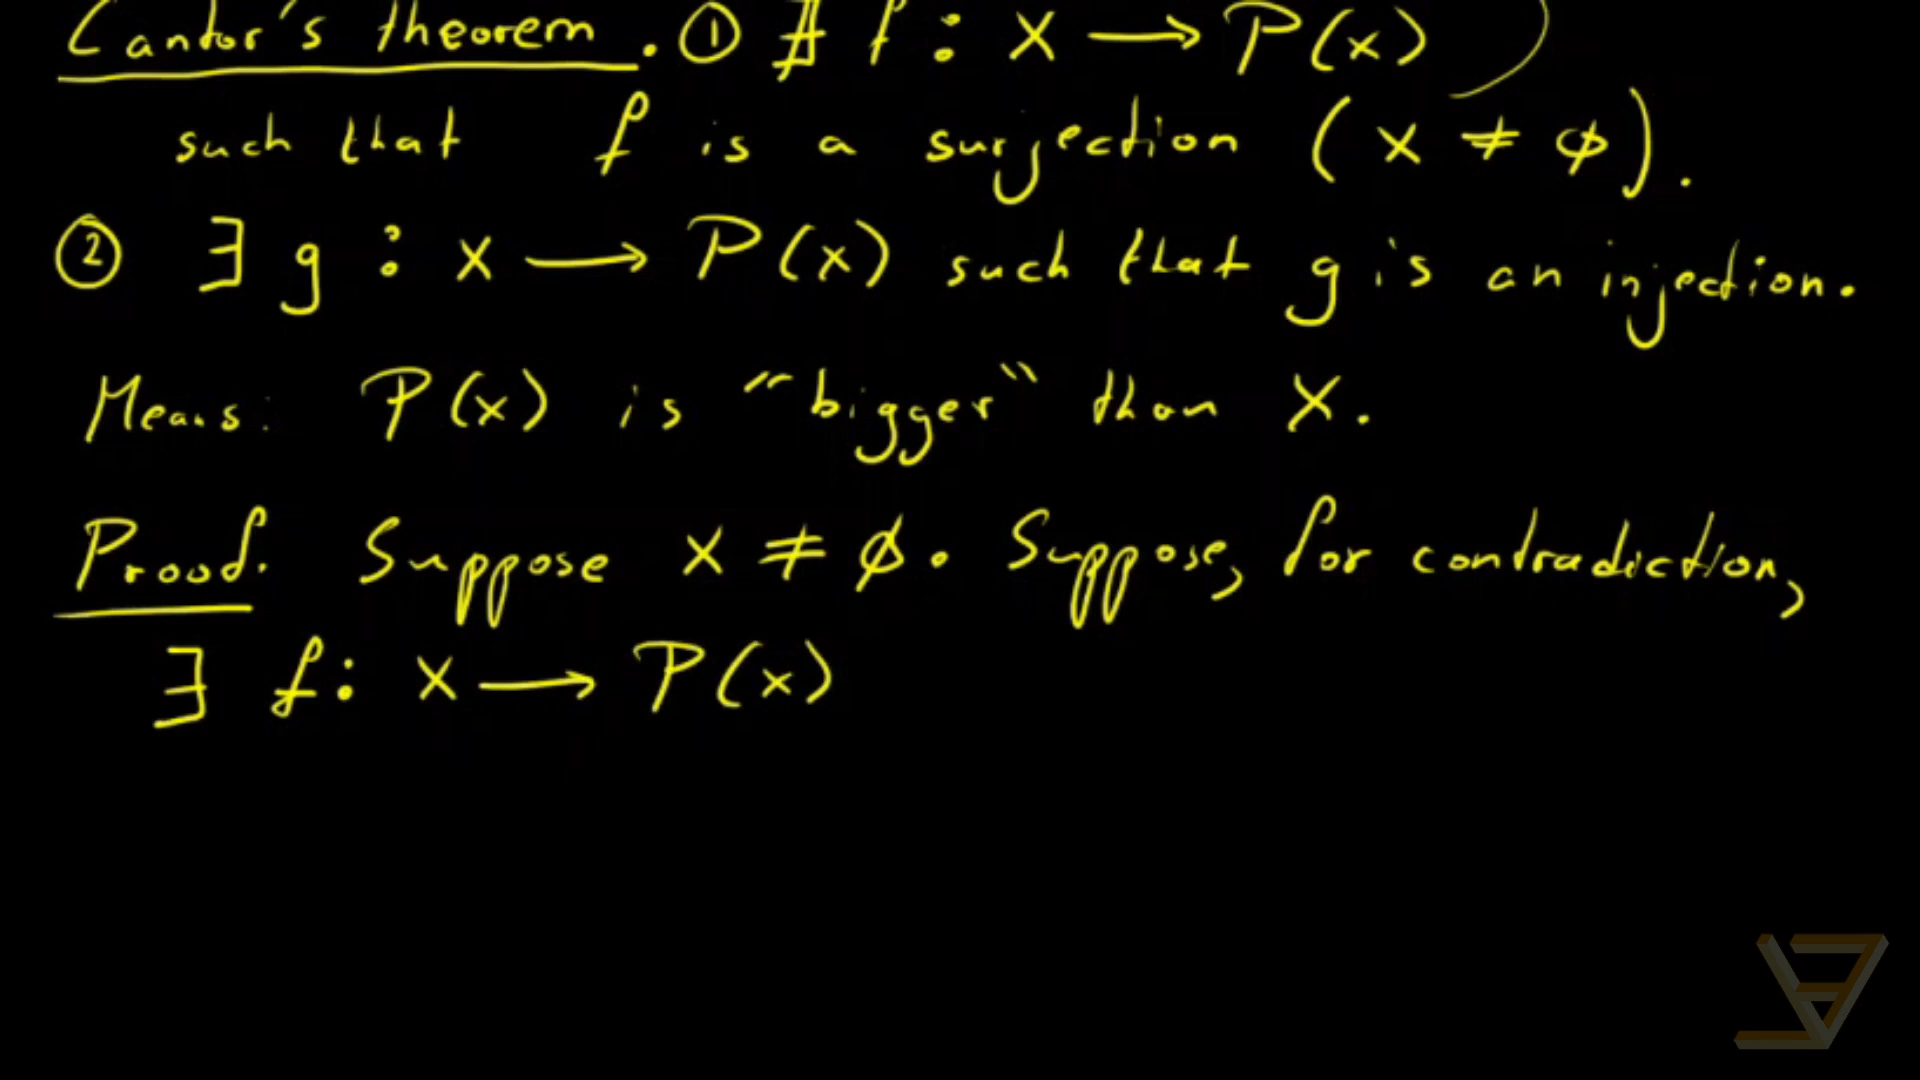 Cantor's theorem. ① ∄ f : X ⟶ P(X)
such that f is a surjection (X ≠ ∅).
② ∃ g : X ⟶ P(X) such that g is an injection.
Means: P(X) is "bigger" than X.
Proof. Suppose X ≠ ∅. Suppose, for contradiction,
∃ f: X ⟶ P(X)